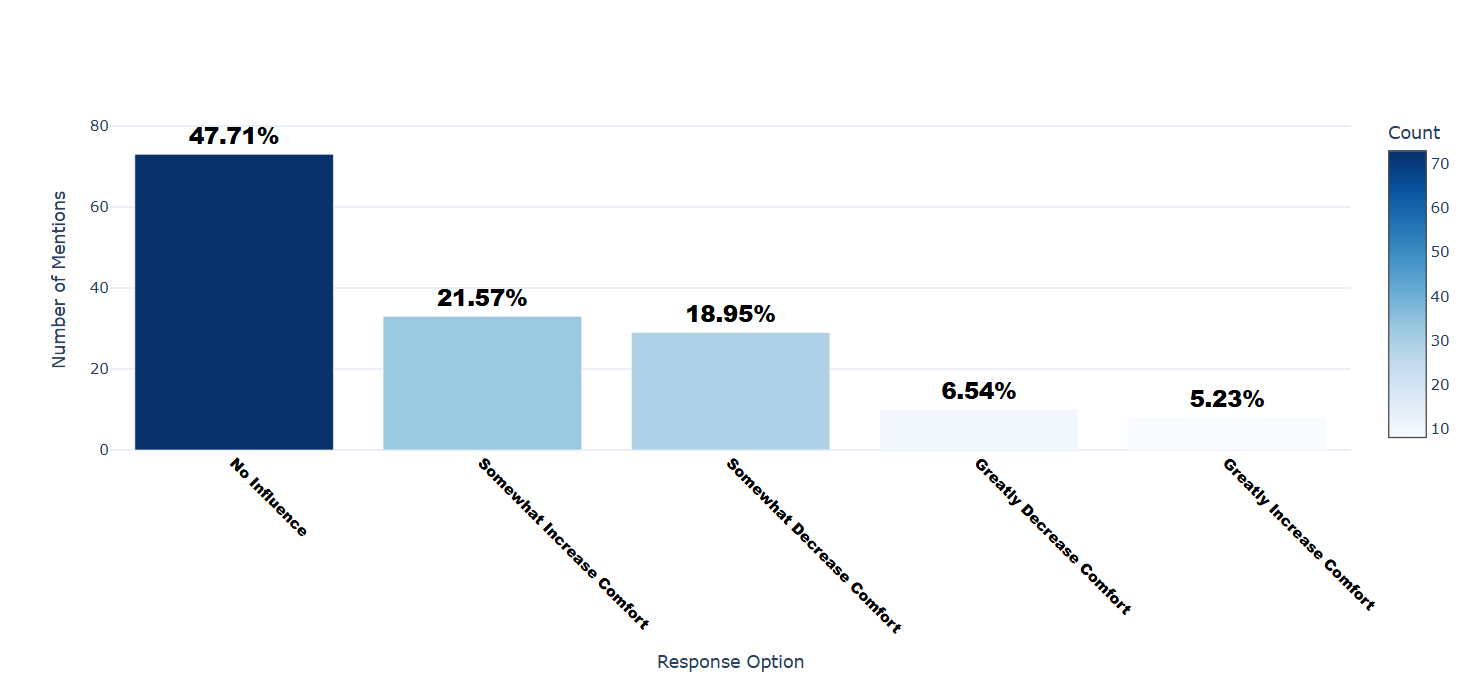 Number of Mentions
80
60
40
20
0
47.71%
21.57%
18.95%
6.54%
5.23%
No Influence
Somewhat Increase Comfort
Somewhat Decrease Comfort
Greatly Decrease Comfort
Greatly Increase Comfort
Response Option
Count
70
60
50
40
30
20
10